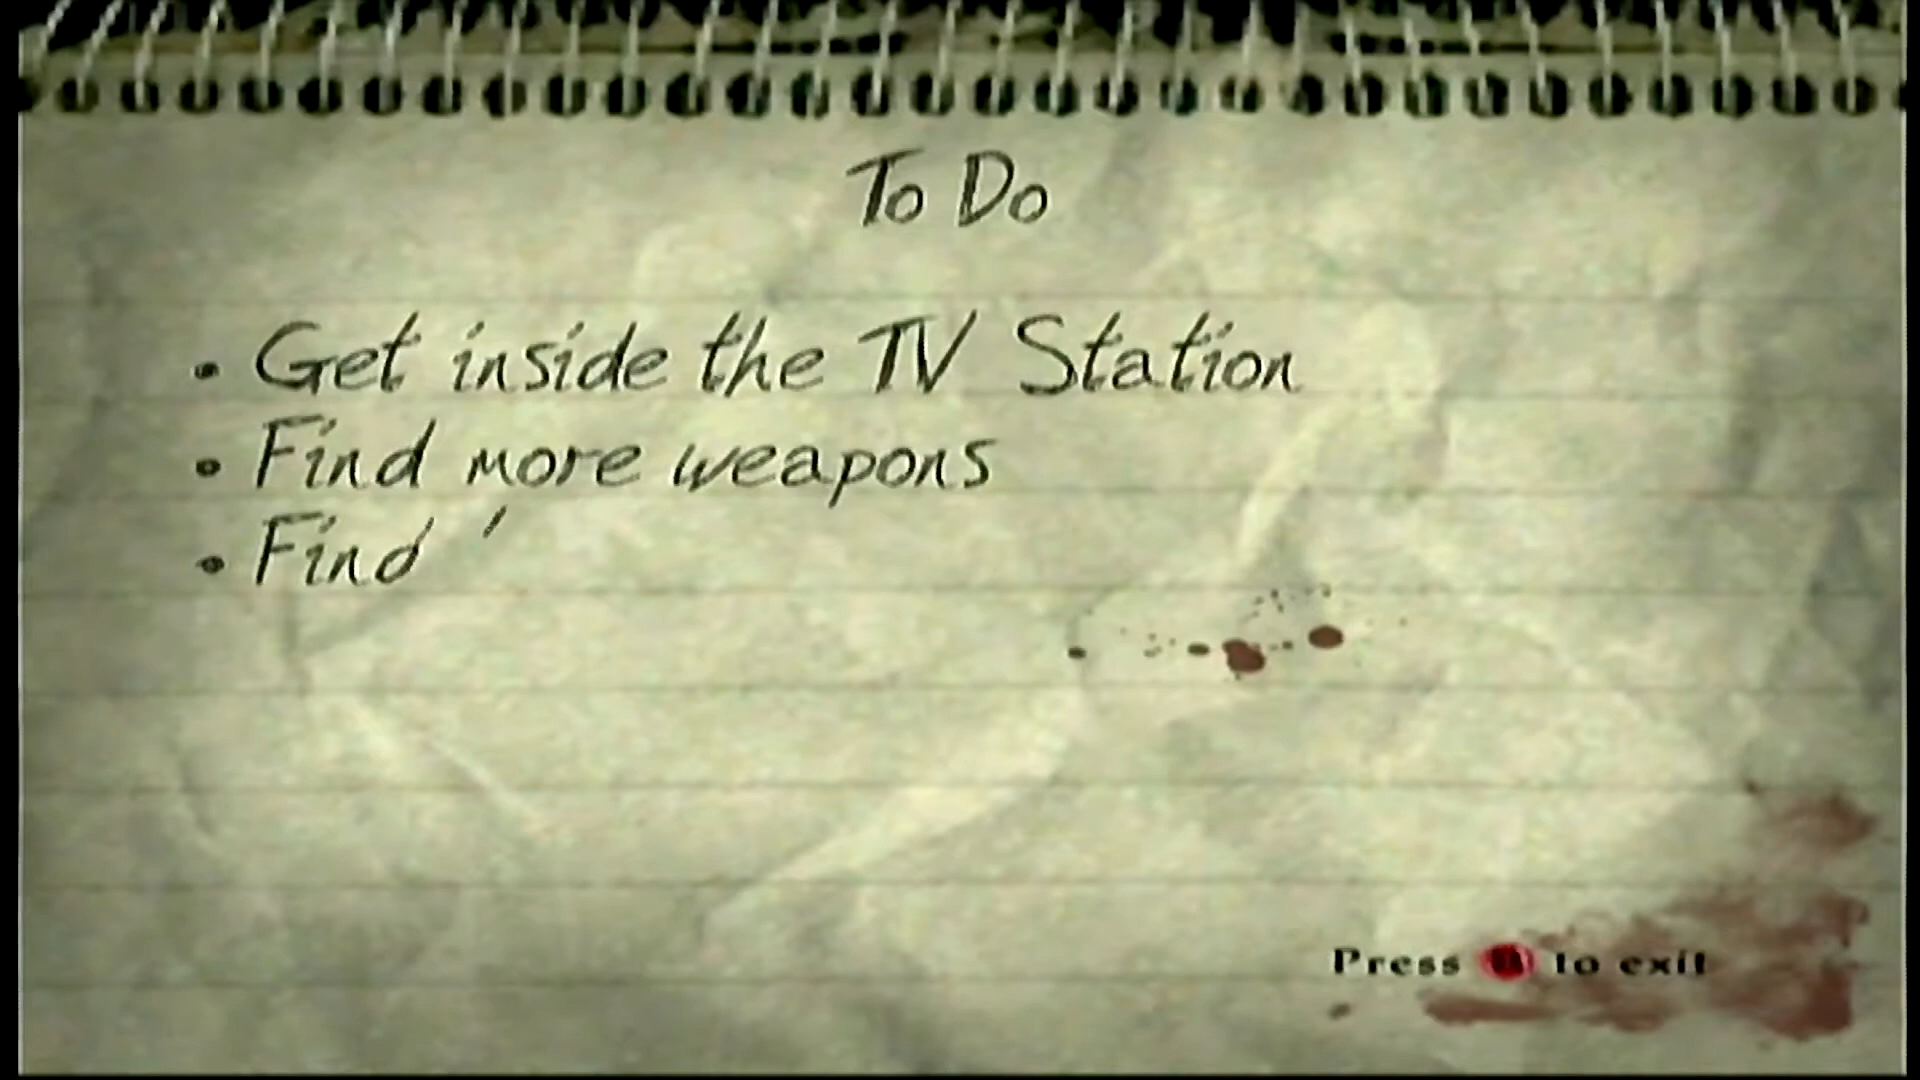 To Do
• Get inside the TV Station
• Find more weapons
• Find
Press to exit